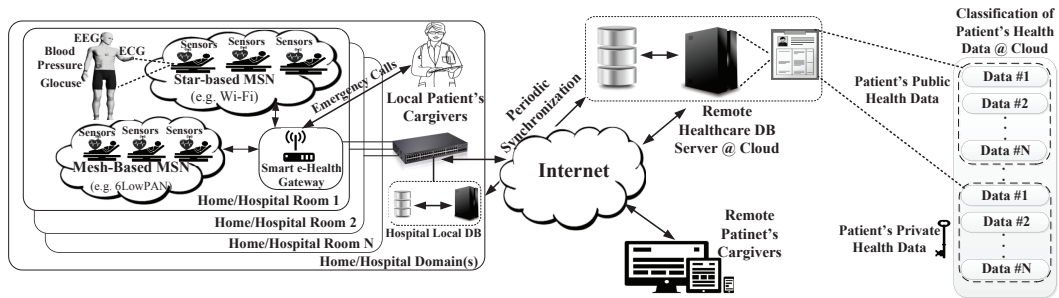 EEG
Blood
Pressure
ECG
Glocuse
Sensors
Sensors
Sensors
Star-based MSN
(e.g. Wi-Fi)
Sensors
Sensors
Sensors
Mesh-Based MSN
(e.g. 6LowPAN)
Smart e-Health
Gateway
Emergency Calls
Local Patient's
Cargivers
Home/Hospital Room 1
Home/Hospital Room 2
Home/Hospital Room N
Home/Hospital Domain(s)
Hospital Local DB
Periodic
Synchronization
Internet
Remote
Healthcare DB
Server @ Cloud
Remote
Patinet's
Cargivers
Patient's Public
Health Data
Patient's Private
Health Data
Classification of
Patient's Health
Data @ Cloud
Data #1
Data #2
Data #N
Data #1
Data #2
Data #N